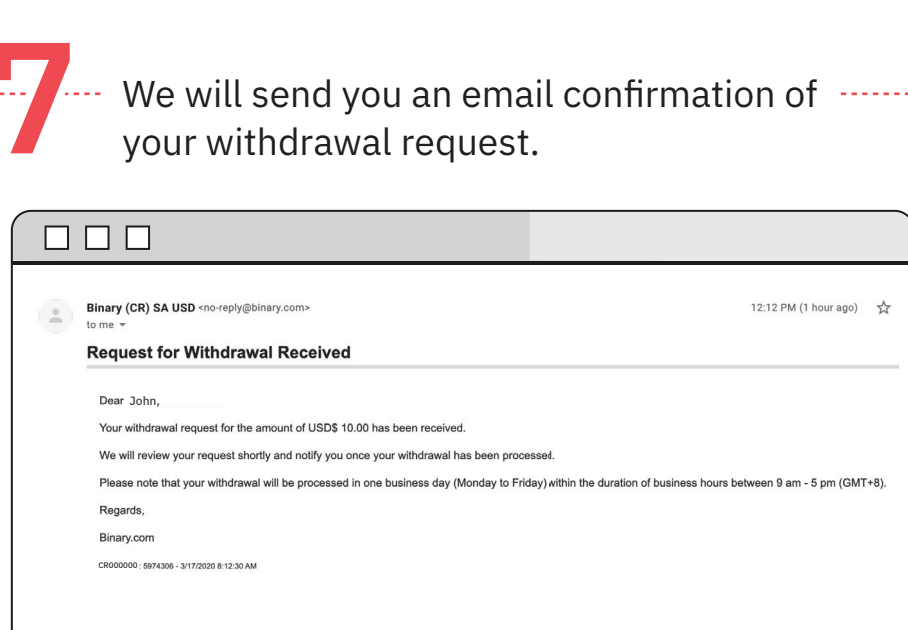 7
We will send you an email confirmation of
your withdrawal request.
Binary (CR) SA USD <no-reply@binary.com>
12:12 PM (1 hour ago)
to me
Request for Withdrawal Received
Dear John,
Your withdrawal request for the amount of USD$ 10.00 has been received.
We will review your request shortly and notify you once your withdrawal has been processed.
Please note that your withdrawal will be processed in one business day (Monday to Friday) within the duration of business hours between 9 am - 5 pm (GMT+8).
Regards,
Binary.com
CR000000 : 5974306 - 3/17/2020 8:12:30 AM